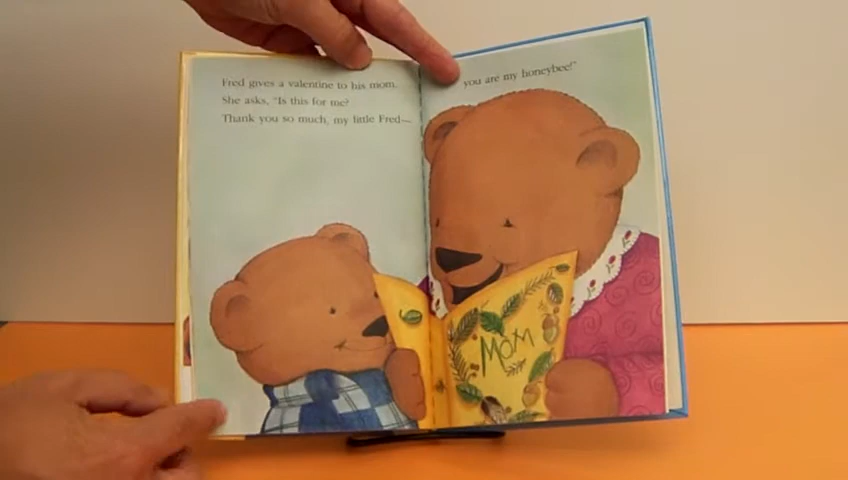 Fred gives a valentine to his mom.
She asks, "Is this for me?
Thank you so much, my little Fred—
you are my honeybee!"
MOM